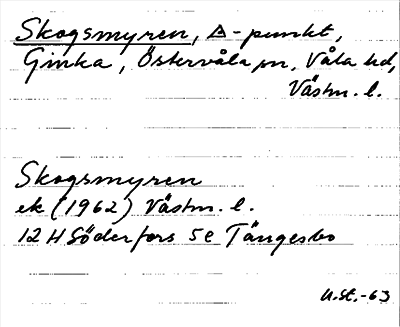 Skogsmyren, △-punkt,
Ginka, Östervåla sn, Våla hd,
Västm. l.
Skogsmyren
ek (1962) Västm. l.
12 H Söderfors 5e Tängesbo
U.St.-63